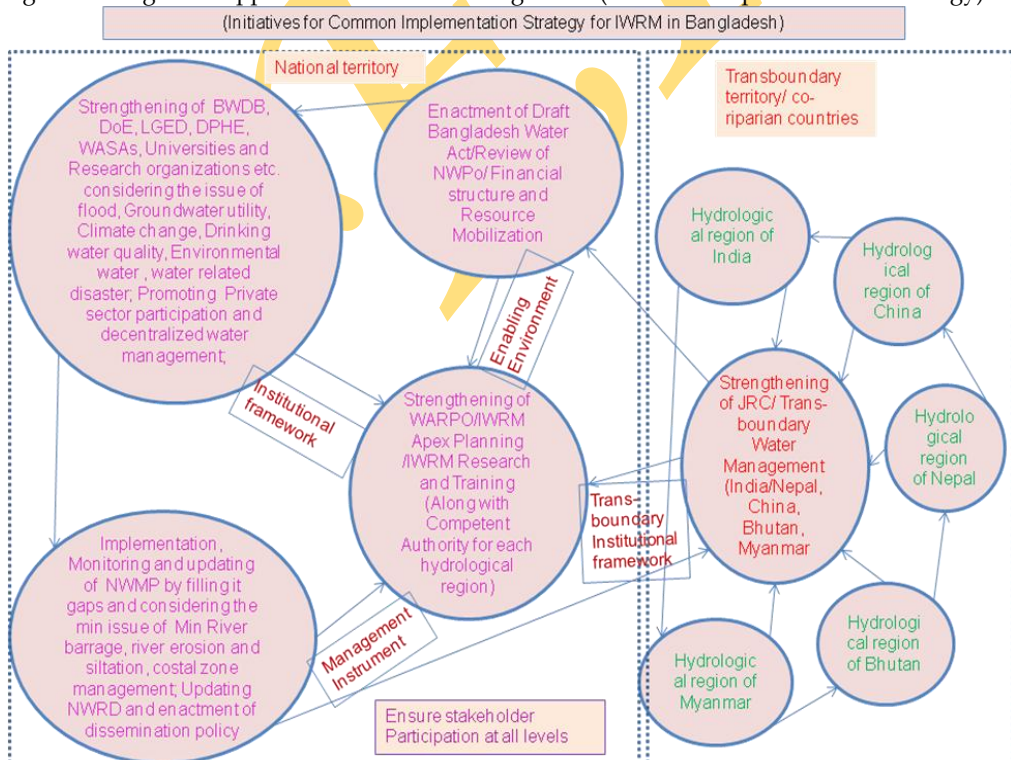 (Initiatives for Common Implementation Strategy for IWRM in Bangladesh)
National territory
Transboundary
territory/ co-
riparian countries
Strengthening of BWDB,
DoE, LGED, DPHE,
WASAs, Universities and
Research organizations etc.
considering the issue of
flood, Groundwater utility,
Climate change, Drinking
water quality, Environmental
water , water related
disaster; Promoting Private
sector participation and
decentralized water
management;
Enactment of Draft
Bangladesh Water
Act/Review of
NWPo/ Financial
structure and
Resource
Mobilization
Hydrologic
al region of
India
Hydrolog
ical
region of
China
Enabling
Environment
Institutional
framework
Strengthening of
WARPO/IWRM
Apex Planning
/IWRM Research
and Training
(Along with
Competent
Authority for each
hydrological
region)
Strengthening
of JRC/ Trans-
boundary
Water
Management
(India/Nepal,
China,
Bhutan,
Myanmar
Hydrolo
gical
region
of Nepal
Trans-
boundary
Institutional
framework
Implementation,
Monitoring and updating
of NWMP by filling it
gaps and considering the
min issue of Min River
barrage, river erosion and
siltation, costal zone
management; Updating
NWRD and enactment of
dissemination policy
Management
Instrument
Hydrologic
al region of
Myanmar
Hydrologi
cal region
of Bhutan
Ensure stakeholder
Participation at all levels